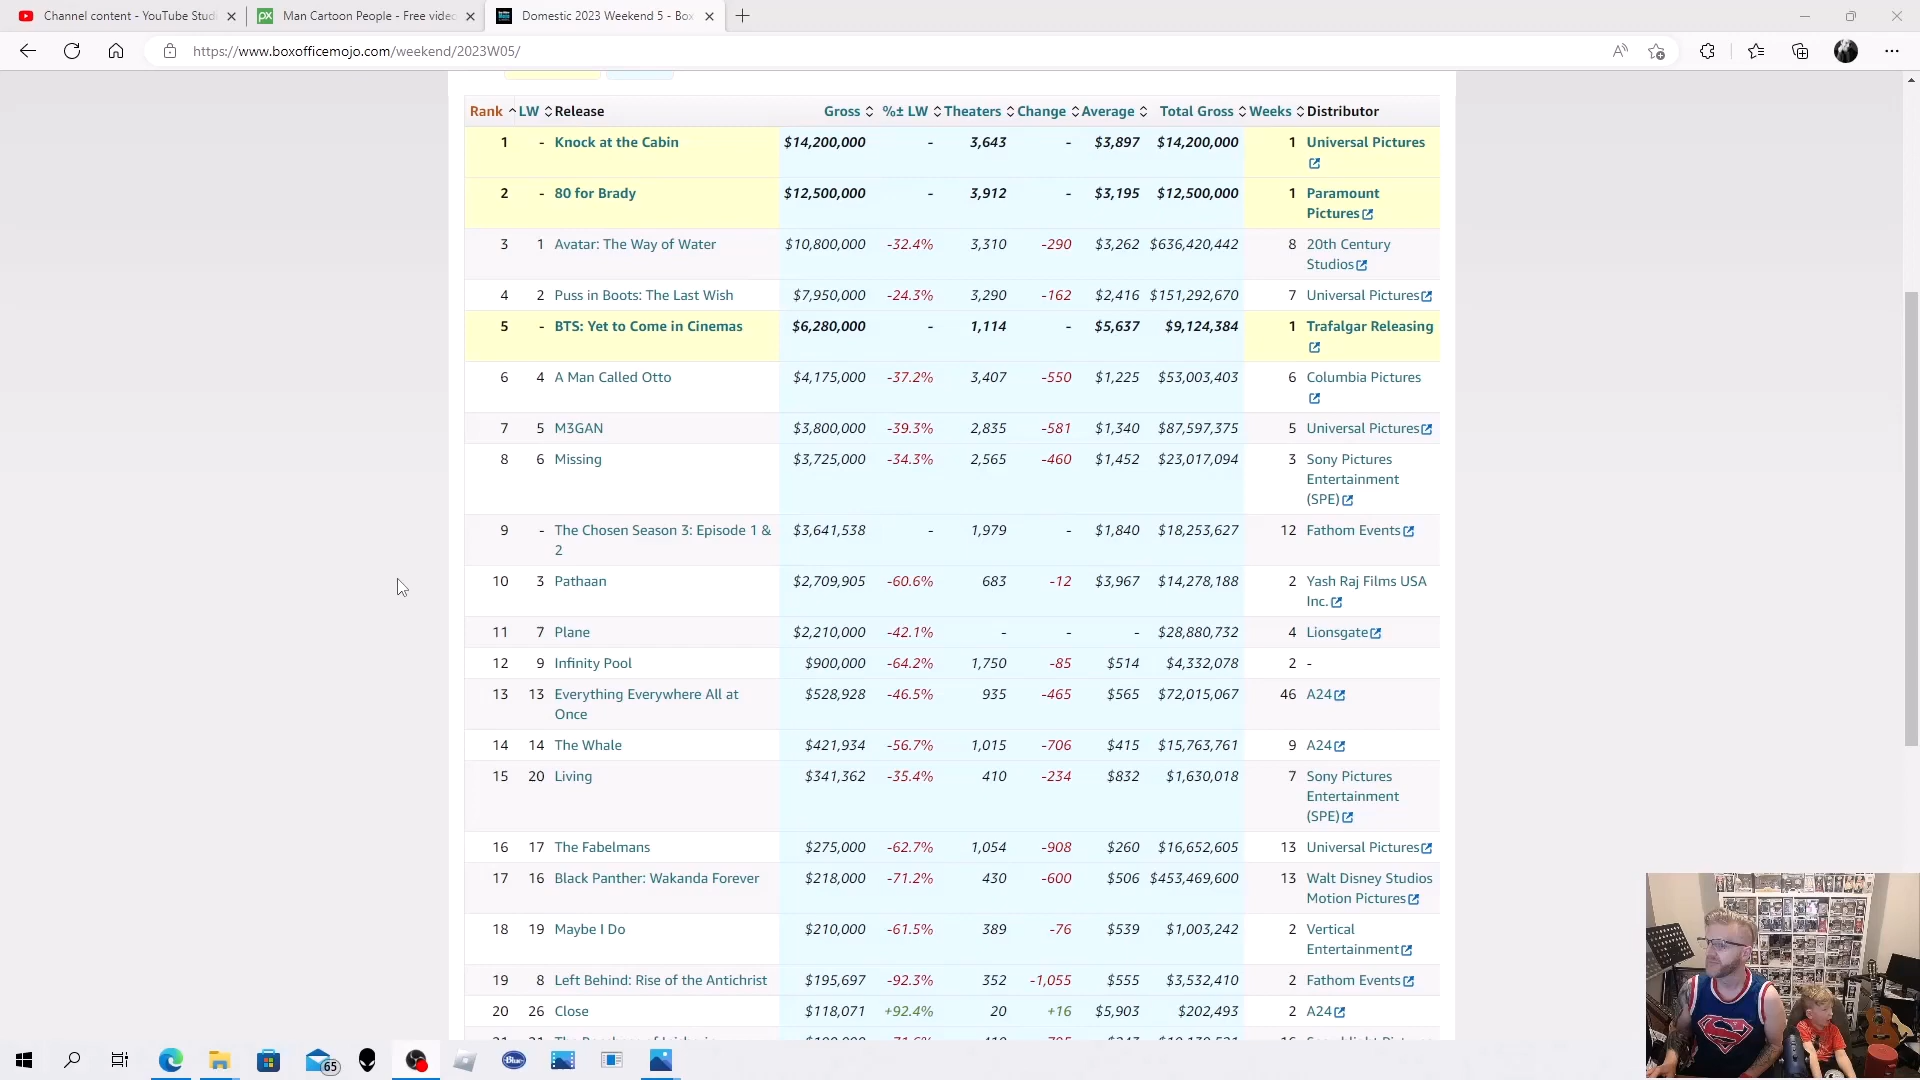 Channel content - YouTube Studi
Man Cartoon People - Free video
Domestic 2023 Weekend 5 - Box
https://www.boxofficemojo.com/weekend/2023W05/
Rank LW Release Gross %± LW Theaters Change Average Total Gross Weeks Distributor
1 - Knock at the Cabin $14,200,000 - 3,643 - $3,897 $14,200,000 1 Universal Pictures
2 - 80 for Brady $12,500,000 - 3,912 - $3,195 $12,500,000 1 Paramount
Pictures
3 1 Avatar: The Way of Water $10,800,000 -32.4% 3,310 -290 $3,262 $636,420,442 8 20th Century
Studios
4 2 Puss in Boots: The Last Wish $7,950,000 -24.3% 3,290 -162 $2,416 $151,292,670 7 Universal Pictures
5 - BTS: Yet to Come in Cinemas $6,280,000 - 1,114 - $5,637 $9,124,384 1 Trafalgar Releasing
6 4 A Man Called Otto $4,175,000 -37.2% 3,407 -550 $1,225 $53,003,403 6 Columbia Pictures
7 5 M3GAN $3,800,000 -39.3% 2,835 -581 $1,340 $87,597,375 5 Universal Pictures
8 6 Missing $3,725,000 -34.3% 2,565 -460 $1,452 $23,017,094 3 Sony Pictures
Entertainment
(SPE)
9 - The Chosen Season 3: Episode 1 & $3,641,538 - 1,979 - $1,840 $18,253,627 12 Fathom Events
2
10 3 Pathaan $2,709,905 -60.6% 683 -12 $3,967 $14,278,188 2 Yash Raj Films USA
Inc.
11 7 Plane $2,210,000 -42.1% - - - $28,880,732 4 Lionsgate
12 9 Infinity Pool $900,000 -64.2% 1,750 -85 $514 $4,332,078 2 -
13 13 Everything Everywhere All at $528,928 -46.5% 935 -465 $565 $72,015,067 46 A24
Once
14 14 The Whale $421,934 -56.7% 1,015 -706 $415 $15,763,761 9 A24
15 20 Living $341,362 -35.4% 410 -234 $832 $1,630,018 7 Sony Pictures
Entertainment
(SPE)
16 17 The Fabelmans $275,000 -62.7% 1,054 -908 $260 $16,652,605 13 Universal Pictures
17 16 Black Panther: Wakanda Forever $218,000 -71.2% 430 -600 $506 $453,469,600 13 Walt Disney Studios
Motion Pictures
18 19 Maybe I Do $210,000 -61.5% 389 -76 $539 $1,003,242 2 Vertical
Entertainment
19 8 Left Behind: Rise of the Antichrist $195,697 -92.3% 352 -1,055 $555 $3,532,410 2 Fathom Events
20 26 Close $118,071 +92.4% 20 +16 $5,903 $202,493 2 A24
65